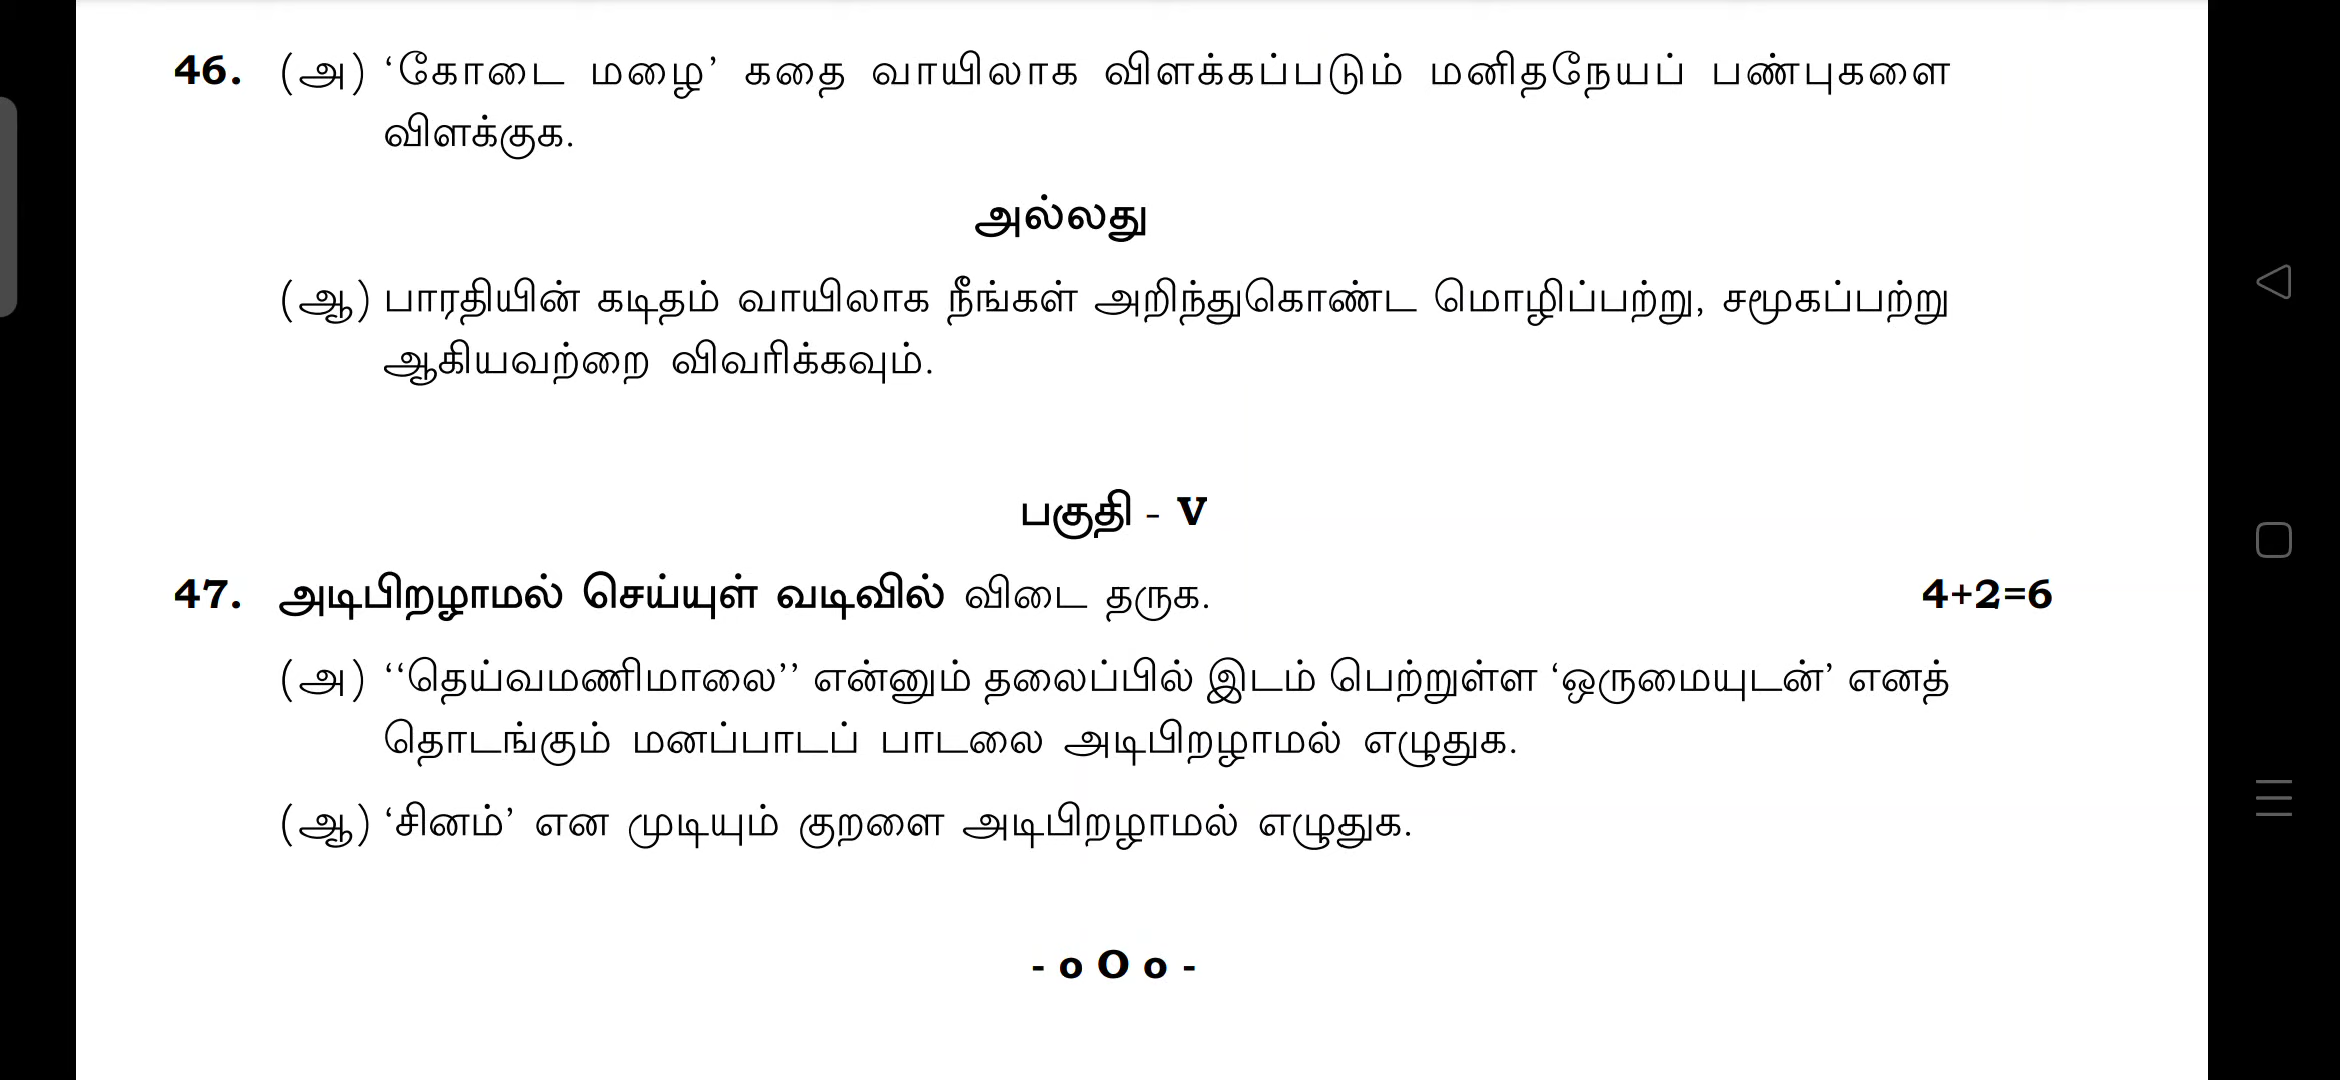 46. (அ) ‘கோடை மழை’ கதை வாயிலாக விளக்கப்படும் மனிதநேயப் பண்புகளை
விளக்குக.
அல்லது
(ஆ) பாரதியின் கடிதம் வாயிலாக நீங்கள் அறிந்துகொண்ட மொழிப்பற்று, சமூகப்பற்று
ஆகியவற்றை விவரிக்கவும்.
பகுதி - V
47. அடிபிறழாமல் செய்யுள் வடிவில் விடை தருக. 4+2=6
(அ) ‘‘தெய்வமணிமாலை’’ என்னும் தலைப்பில் இடம் பெற்றுள்ள ‘ஒருமையுடன்’ எனத்
தொடங்கும் மனப்பாடப் பாடலை அடிபிறழாமல் எழுதுக.
(ஆ) ‘சினம்’ என முடியும் குறளை அடிபிறழாமல் எழுதுக.
- o O o -